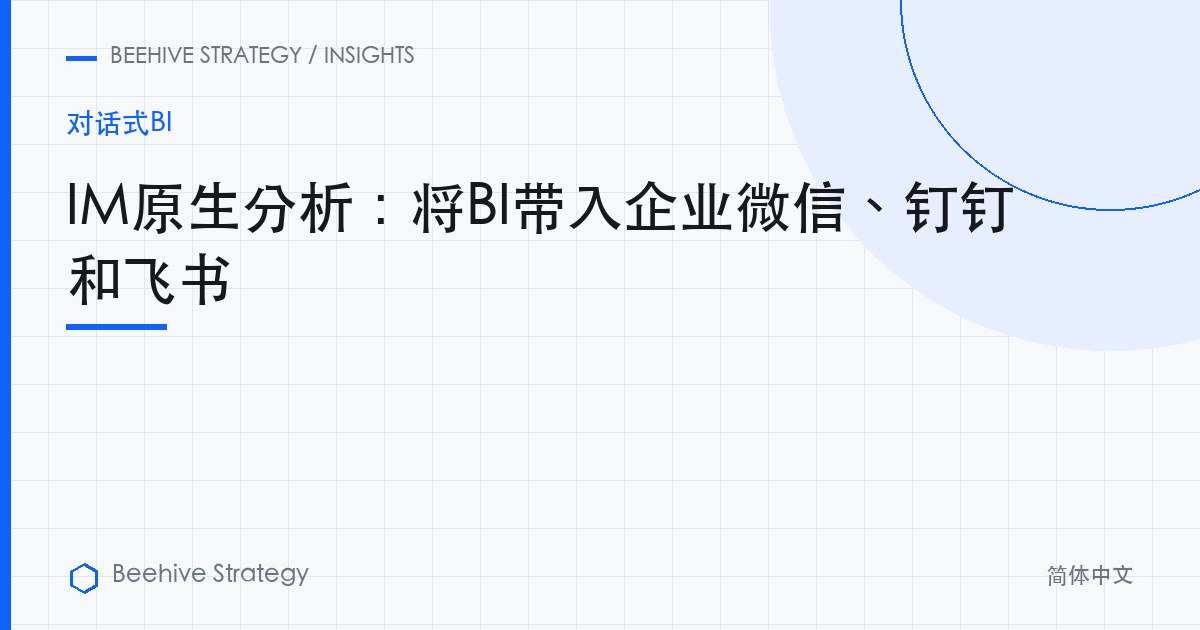 BEEHIVE STRATEGY / INSIGHTS
对话式BI
IM原生分析：将BI带入企业微信、钉钉
和飞书
Beehive Strategy
简体中文